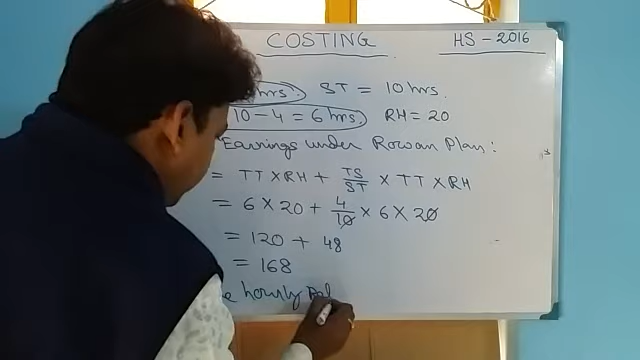 COSTING HS - 2016
hrs. ST = 10 hrs.
10 - 4 = 6 hrs. RH = 20
Earnings under Rowan Plan:
= TT X RH + TS/ST X TT X RH
= 6 X 20 + 4/10 X 6 X 20
= 120 + 48
= 168
hourly